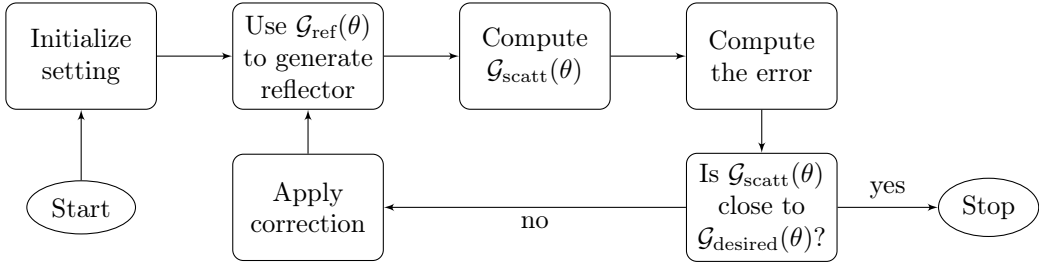 Initialize
setting
Use 𝒢ref(θ)
to generate
reflector
Compute
𝒢scatt(θ)
Compute
the error
Start
Apply
correction
no
Is 𝒢scatt(θ)
close to
𝒢desired(θ)?
yes
Stop